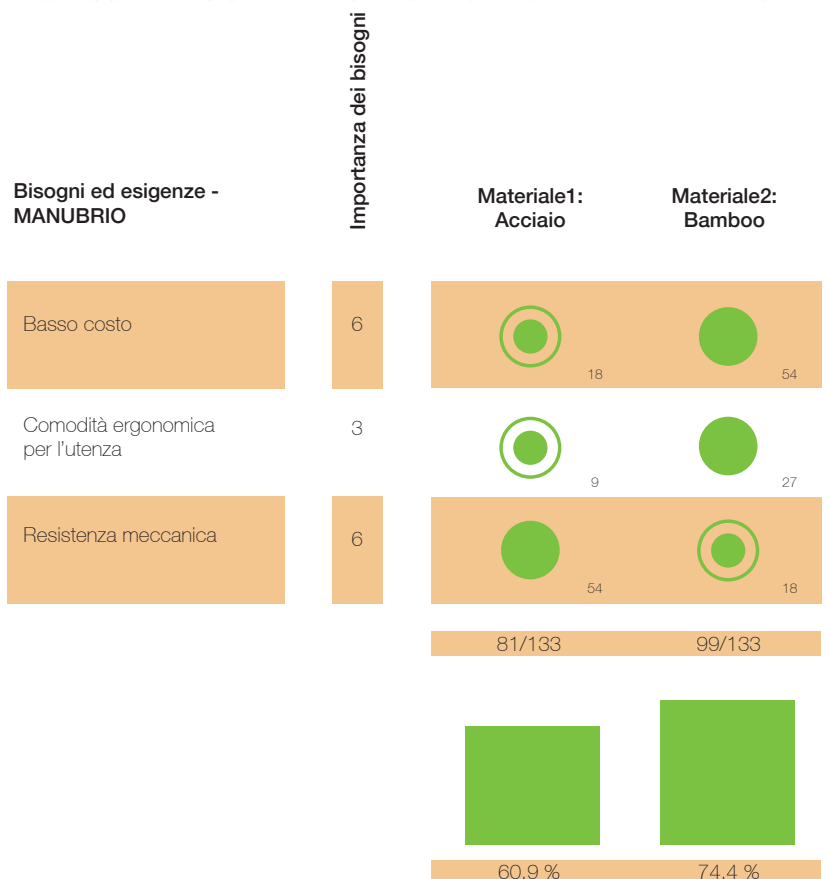 Importanza dei bisogni
Bisogni ed esigenze -
MANUBRIO
Materiale1:
Acciaio
Materiale2:
Bamboo
Basso costo
6
18
54
Comodità ergonomica
per l'utenza
3
9
27
Resistenza meccanica
6
54
18
81/133
99/133
60,9 %
74,4 %